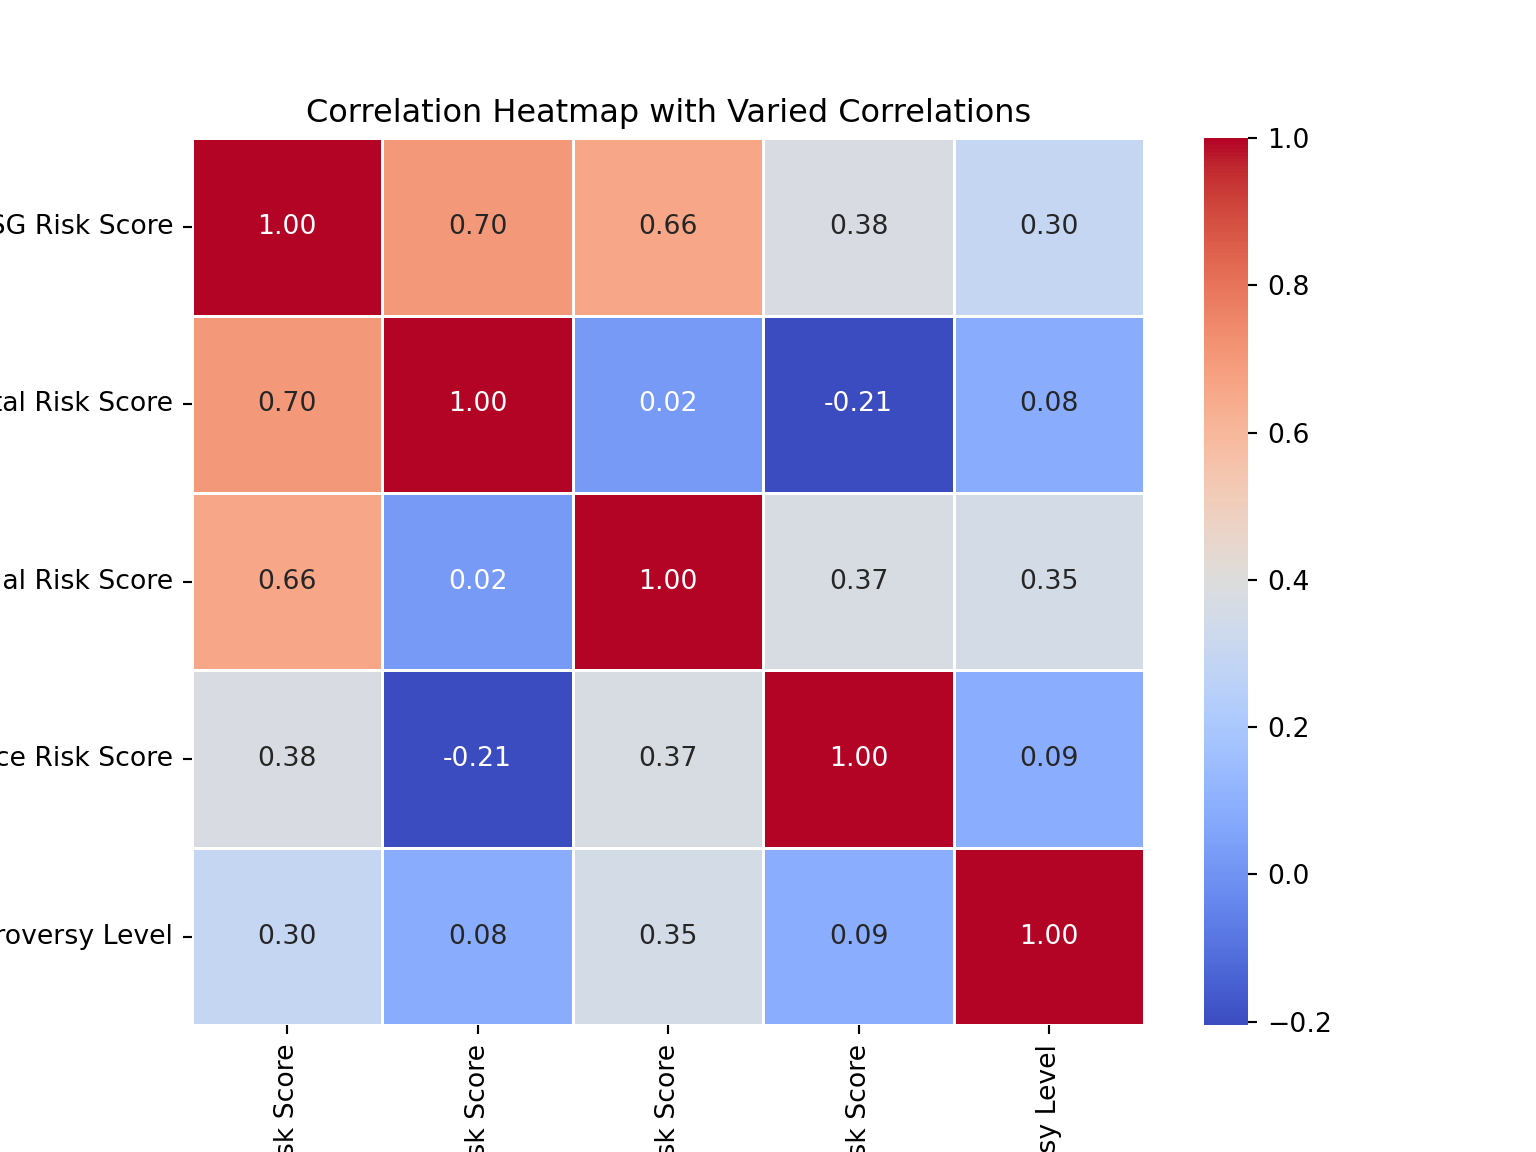 Correlation Heatmap with Varied Correlations
SG Risk Score 1.00 0.70 0.66 0.38 0.30
tal Risk Score 0.70 1.00 0.02 -0.21 0.08
al Risk Score 0.66 0.02 1.00 0.37 0.35
ce Risk Score 0.38 -0.21 0.37 1.00 0.09
roversy Level 0.30 0.08 0.35 0.09 1.00
sk Score
sk Score
sk Score
sk Score
sy Level
1.0
0.8
0.6
0.4
0.2
0.0
−0.2